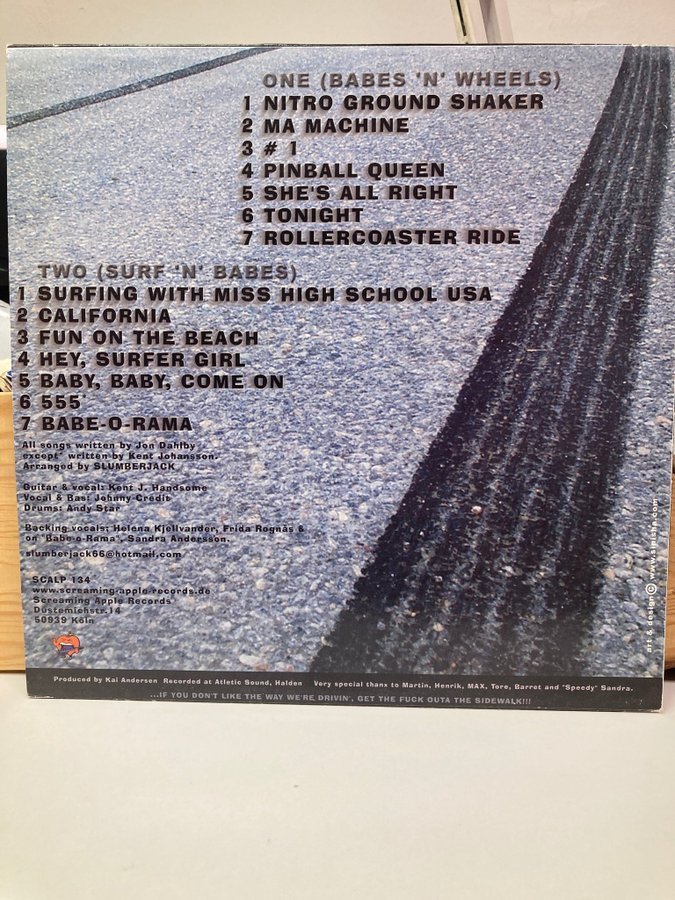 ONE (BABES 'N' WHEELS)
1 NITRO GROUND SHAKER
2 MA MACHINE
3 # 1
4 PINBALL QUEEN
5 SHE'S ALL RIGHT
6 TONIGHT
7 ROLLERCOASTER RIDE
TWO (SURF 'N' BABES)
1 SURFING WITH MISS HIGH SCHOOL USA
2 CALIFORNIA
3 FUN ON THE BEACH
4 HEY, SURFER GIRL
5 BABY, BABY, COME ON
6 555*
7 BABE-O-RAMA
All songs written by Jon Dahlby
except* written by Kent Johansson.
Arranged by SLUMBERJACK
Guitar & vocal: Kent J. Handsome
Vocal & Bas: Johnny Credit
Drums: Andy Star
Backing vocals: Helena Kjellvander, Frida Rognäs &
on "Babe-o-Rama", Sandra Andersson.
slumberjack66@hotmail.com
SCALP 134
www.screaming-apple-records.de
Screaming Apple Records
Düstemichstr.14
50939 Köln
art & design © www.sinisha.com
Produced by Kai Andersen Recorded at Atletic Sound, Halden Very special thanx to Martin, Henrik, MAX, Tore, Barret and "Speedy" Sandra.
...IF YOU DON'T LIKE THE WAY WE'RE DRIVIN', GET THE FUCK OUTA THE SIDEWALK!!!